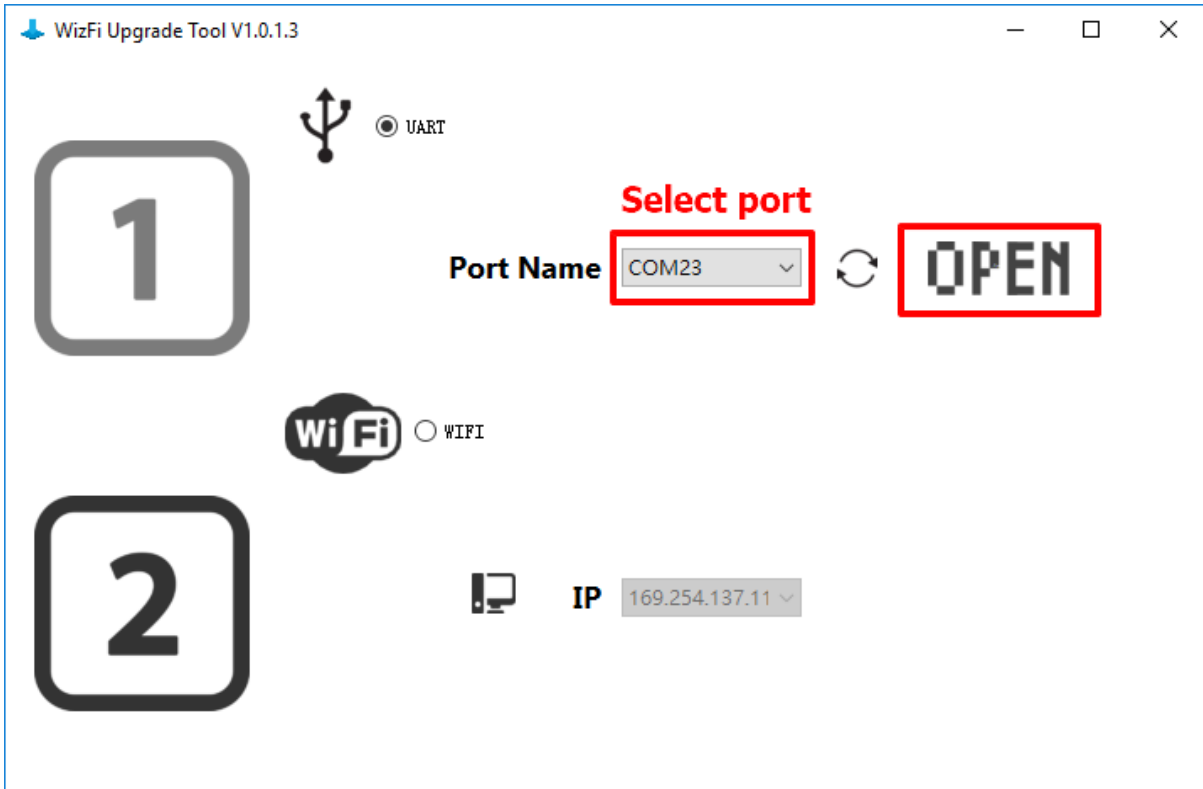 WizFi Upgrade Tool V1.0.1.3
UART
1
Select port
Port Name COM23 OPEN
WiFi WIFI
2
IP 169.254.137.11